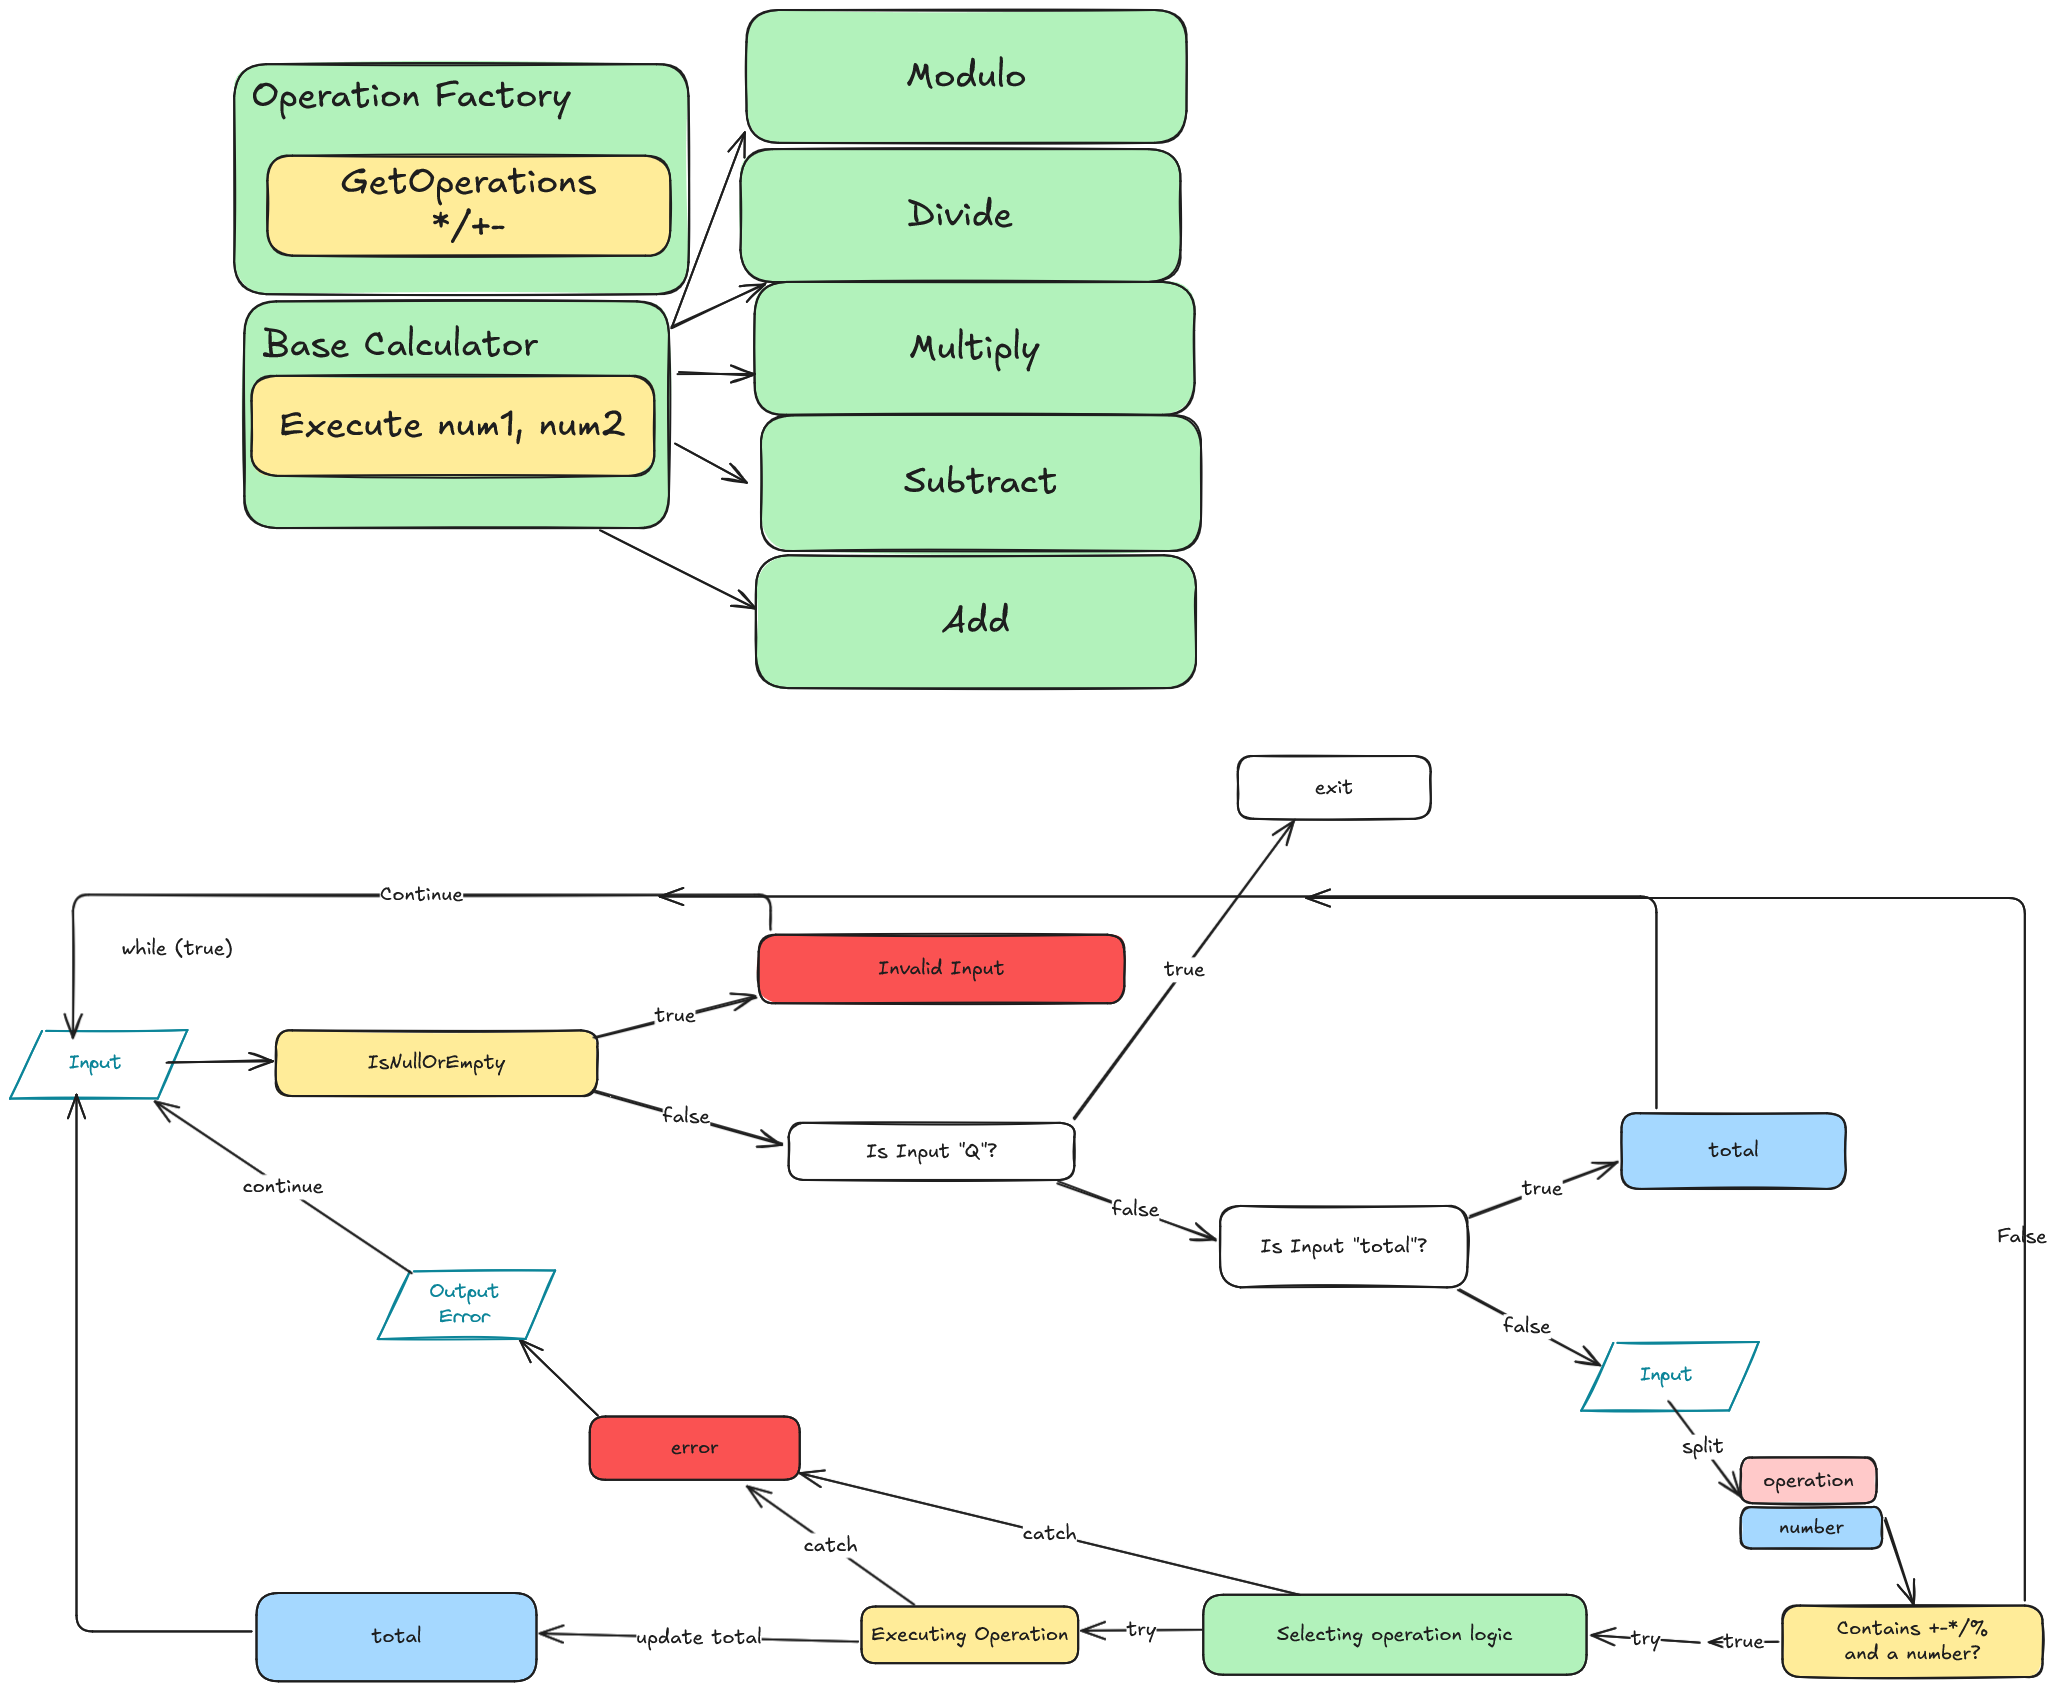 Modulo
Operation Factory
GetOperations
*/+-
Divide
Base Calculator
Multiply
Execute num1, num2
Subtract
Add
exit
Continue
while (true)
Invalid Input
true
true
Input
IsNullOrEmpty
false
Is Input "Q"?
total
true
continue
false
Is Input "total"?
False
Output
Error
false
Input
error
split
operation
number
catch
catch
total
update total
Executing Operation
try
Selecting operation logic
try
true
Contains +-*/%
and a number?